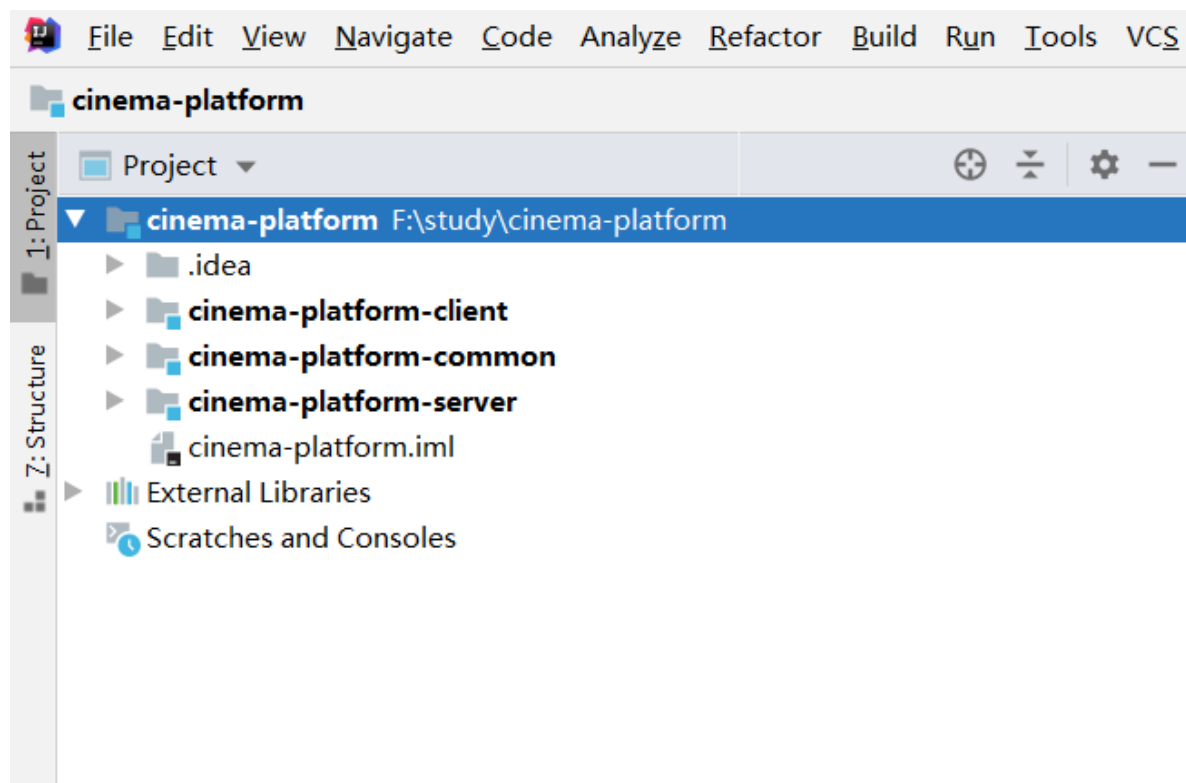 File Edit View Navigate Code Analyze Refactor Build Run Tools VCS
cinema-platform
1: Project
Project
cinema-platform F:\study\cinema-platform
.idea
cinema-platform-client
cinema-platform-common
cinema-platform-server
7: Structure
cinema-platform.iml
External Libraries
Scratches and Consoles